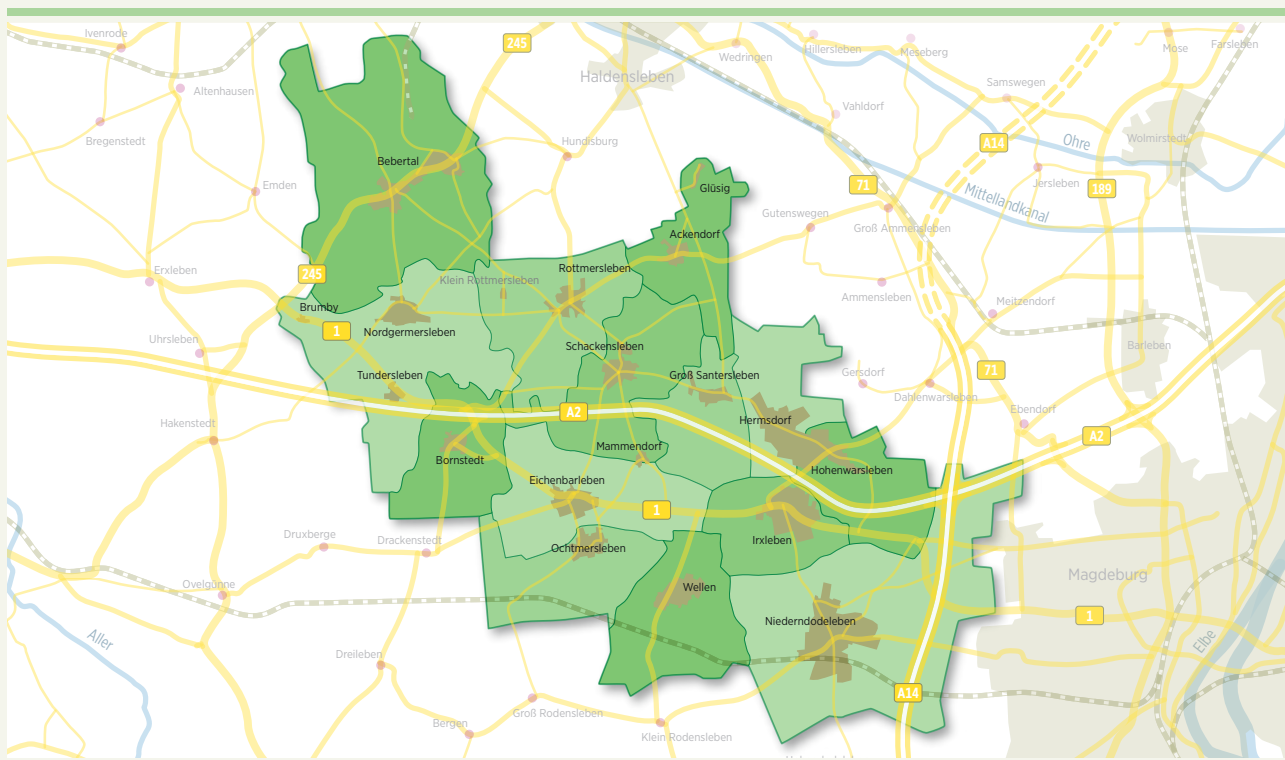 Ivenrode
245
Haldensleben
Wedringen
Hillersleben
Meseberg
Mose
Farsleben
Altenhausen
Samswegen
Vahldorf
Bregenstedt
Hundisburg
A14
Ohre
Wolmirstedt
Bebertal
Emden
Glüsig
71
Jersleben
189
Mittellandkanal
Gutenswegen
Groß Ammensleben
Ackendorf
Erxleben
245
Klein Rottmersleben
Rottmersleben
Ammensleben
Meitzendorf
Brumby
1
Nordgermersleben
Uhrsleben
Schackensleben
Barleben
Tundersleben
Groß Santersleben
Gersdorf
71
Dahlenwarsleben
Ebendorf
A2
Hermsdorf
Hakenstedt
A2
Mammendorf
Bornstedt
Hohenwarsleben
Eichenbarleben
1
Druxberge
Drackenstedt
Ochtmersleben
Irxleben
Ovelgünne
Wellen
Magdeburg
1
Niederndodeleben
Aller
Elbe
Dreileben
A14
Groß Rodensleben
Bergen
Klein Rodensleben